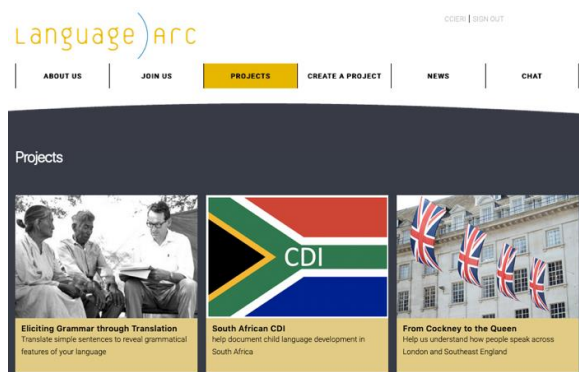 Language Arc
CCIERI | SIGN OUT
ABOUT US JOIN US PROJECTS CREATE A PROJECT NEWS CHAT
Projects
CDI
Eliciting Grammar through Translation
Translate simple sentences to reveal grammatical
features of your language
South African CDI
help document child language development in
South Africa
From Cockney to the Queen
Help us understand how people speak across
London and Southeast England